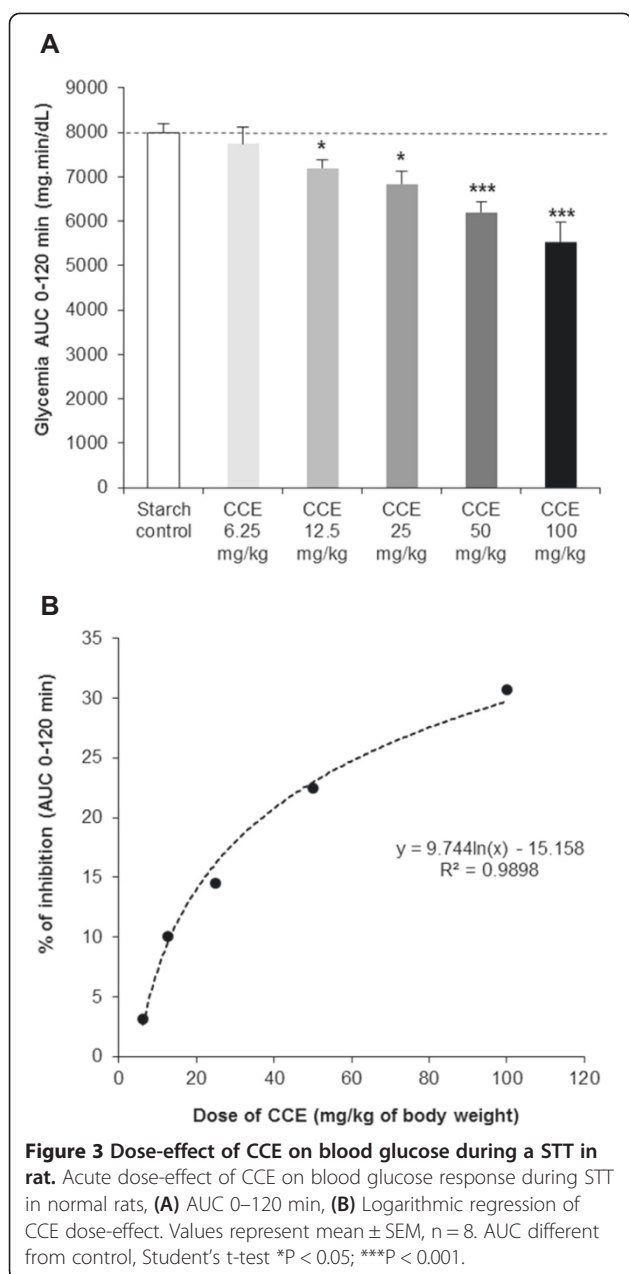 A
Glycemia AUC 0-120 min (mg.min/dL)
9000
8000
7000
6000
5000
4000
3000
2000
1000
0
*
*
***
***
Starch control
CCE 6.25 mg/kg
CCE 12.5 mg/kg
CCE 25 mg/kg
CCE 50 mg/kg
CCE 100 mg/kg
B
% of inhibition (AUC 0-120 min)
35
30
25
20
15
10
5
0
y = 9.744ln(x) - 15.158
R² = 0.9898
0 20 40 60 80 100 120
Dose of CCE (mg/kg of body weight)
Figure 3 Dose-effect of CCE on blood glucose during a STT in
rat. Acute dose-effect of CCE on blood glucose response during STT
in normal rats, (A) AUC 0–120 min, (B) Logarithmic regression of
CCE dose-effect. Values represent mean ± SEM, n = 8. AUC different
from control, Student's t-test *P < 0.05; ***P < 0.001.